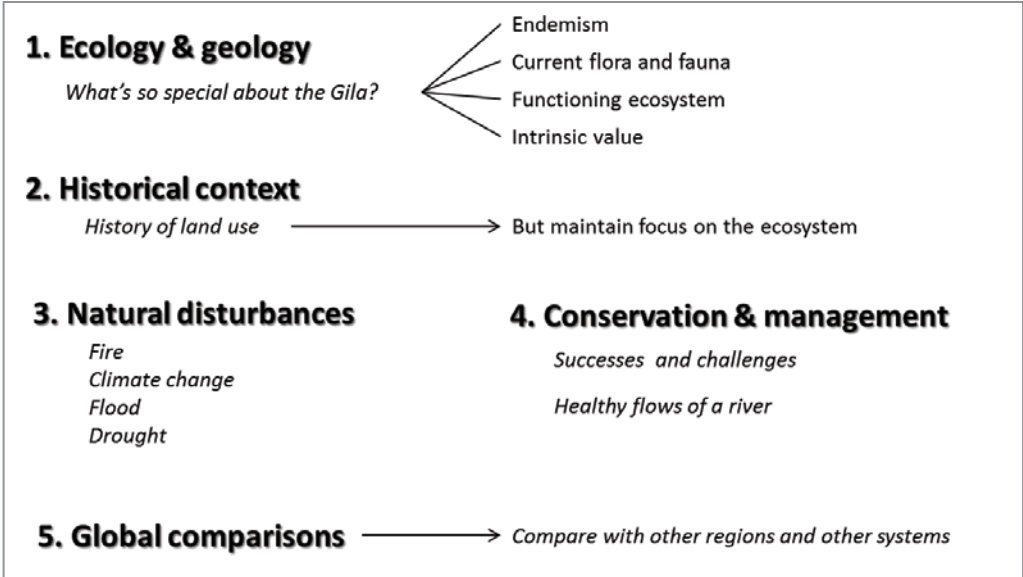 1. Ecology & geology
What's so special about the Gila?
Endemism
Current flora and fauna
Functioning ecosystem
Intrinsic value
2. Historical context
History of land use
But maintain focus on the ecosystem
3. Natural disturbances
Fire
Climate change
Flood
Drought
4. Conservation & management
Successes and challenges
Healthy flows of a river
5. Global comparisons
Compare with other regions and other systems